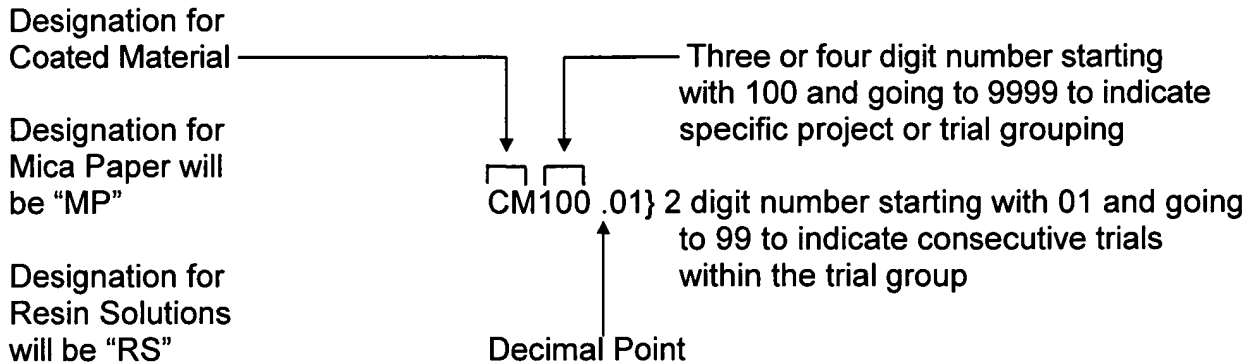 Designation for
Coated Material
Three or four digit number starting
with 100 and going to 9999 to indicate
specific project or trial grouping
Designation for
Mica Paper will
be “MP”
CM100 .01} 2 digit number starting with 01 and going
to 99 to indicate consecutive trials
within the trial group
Designation for
Resin Solutions
will be “RS”
Decimal Point